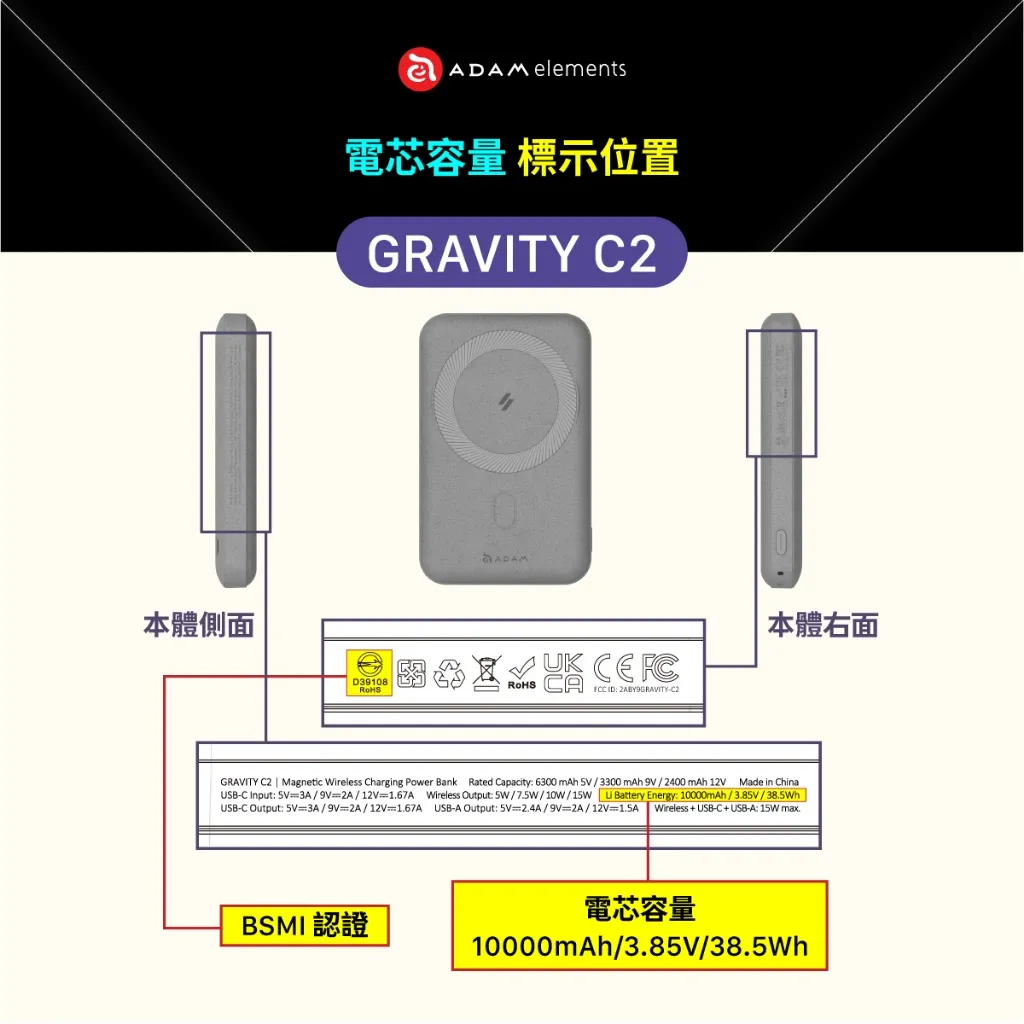 ADAM elements
電芯容量 標示位置
GRAVITY C2
ADAM
本體側面
本體右面
D39108
RoHS
RoHS
UK
CA
CE FC
FCC ID: 2ABY9GRAVITY-C2
GRAVITY C2 | Magnetic Wireless Charging Power Bank Rated Capacity: 6300 mAh 5V / 3300 mAh 9V / 2400 mAh 12V Made in China
USB-C Input: 5V⎓3A / 9V⎓2A / 12V⎓1.67A Wireless Output: 5W / 7.5W / 10W / 15W Li Battery Energy: 10000mAh / 3.85V / 38.5Wh
USB-C Output: 5V⎓3A / 9V⎓2A / 12V⎓1.67A USB-A Output: 5V⎓2.4A / 9V⎓2A / 12V⎓1.5A Wireless + USB-C + USB-A: 15W max.
BSMI 認證
電芯容量
10000mAh/3.85V/38.5Wh